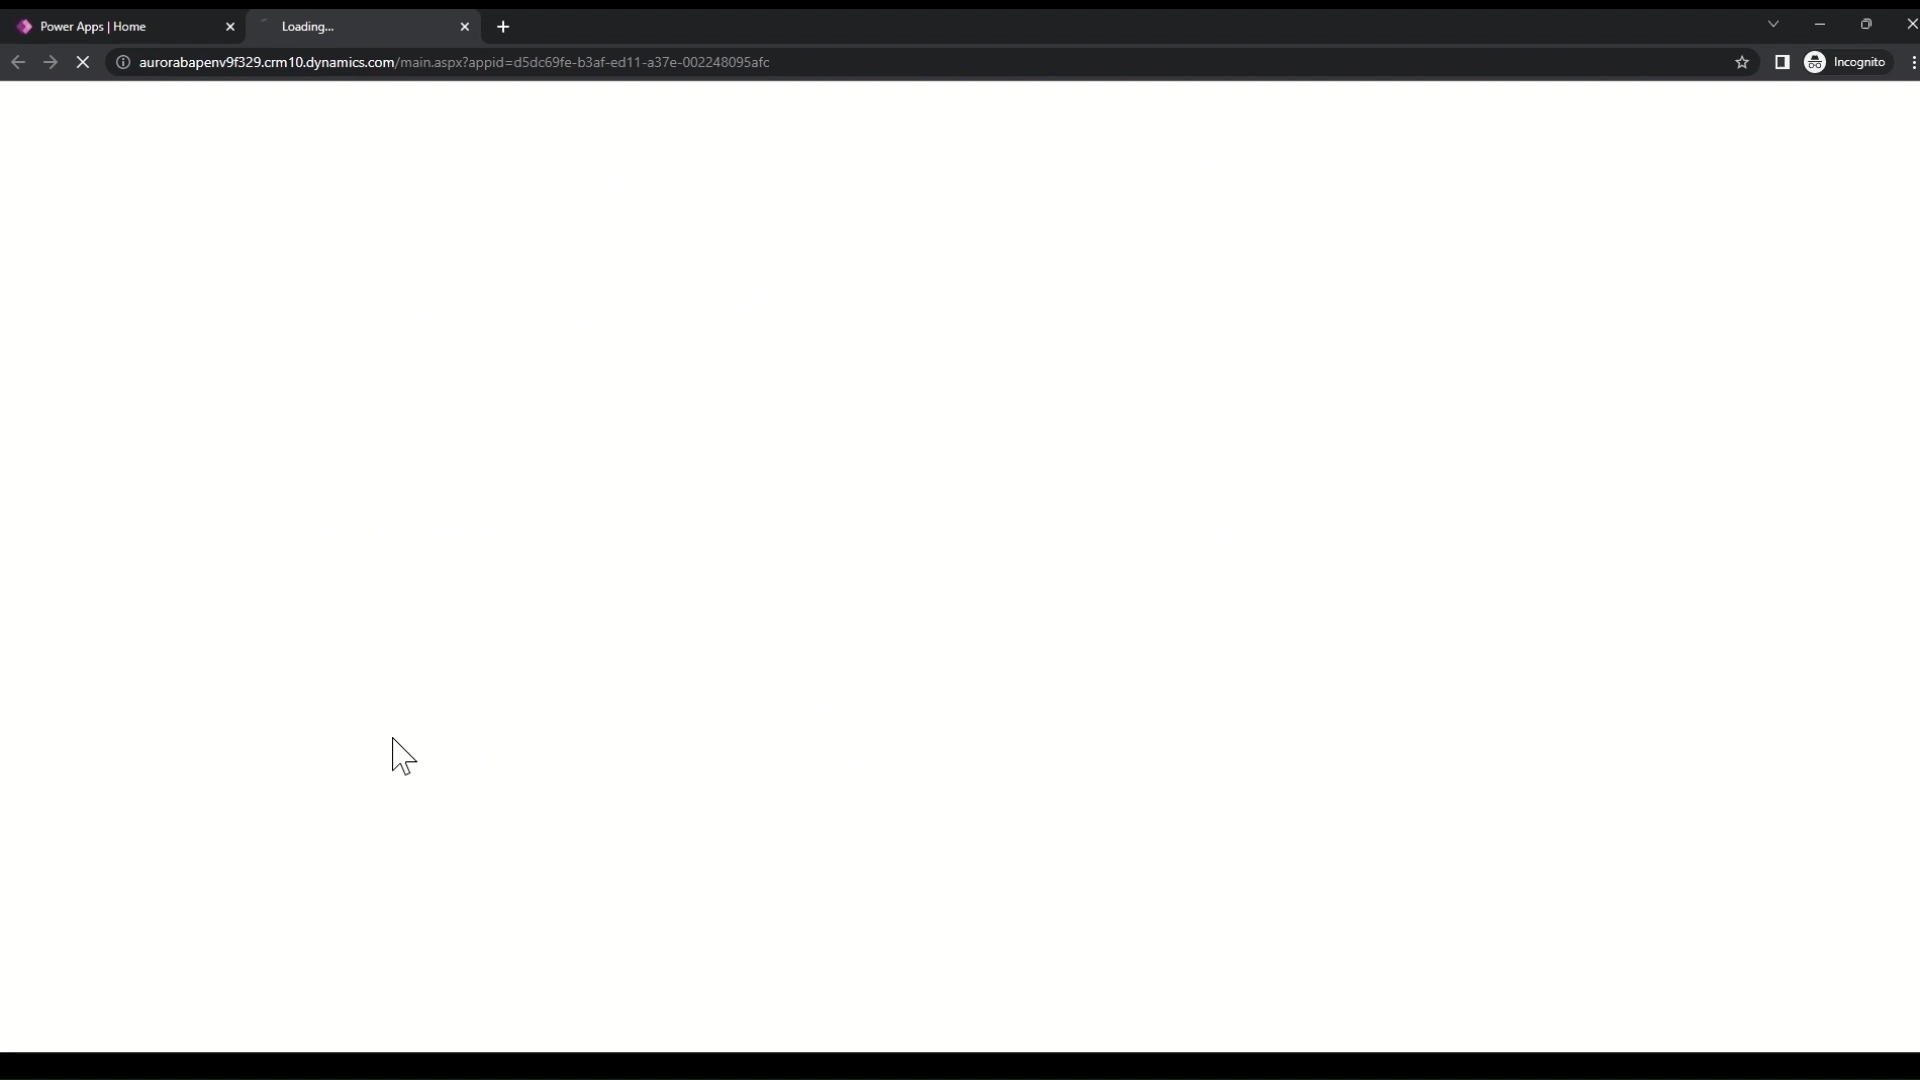 Power Apps | Home
Loading...
aurorabapenv9f329.crm10.dynamics.com/main.aspx?appid=d5dc69fe-b3af-ed11-a37e-002248095afc
Incognito